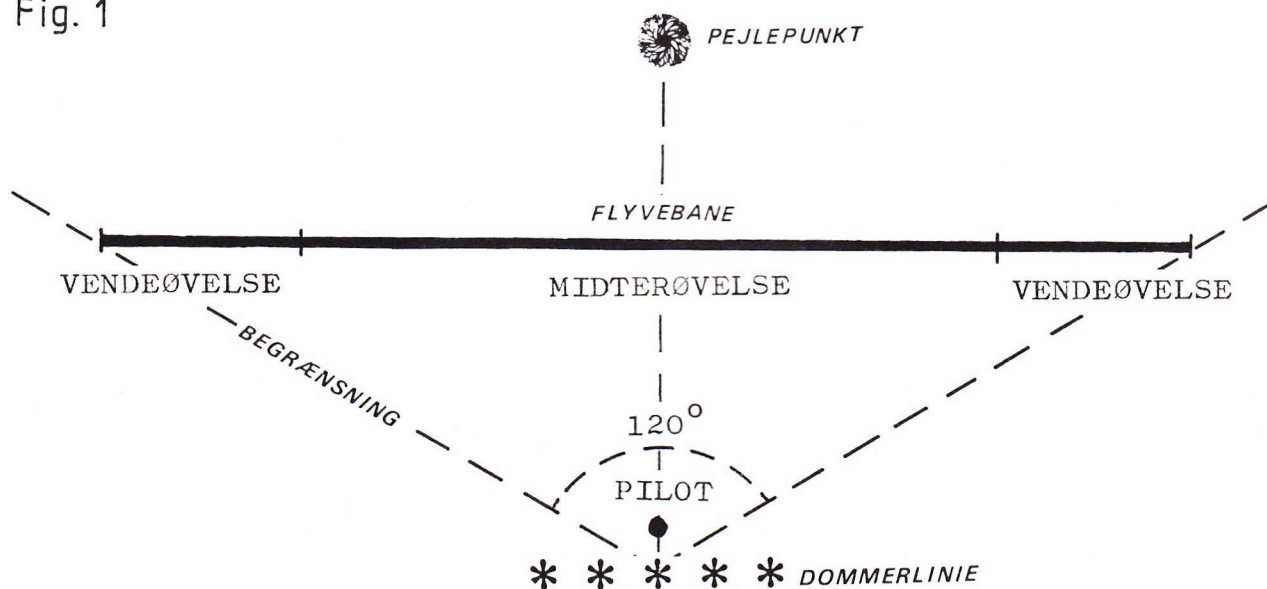 Fig. 1
PEJLEPUNKT
FLYVEBANE
VENDEØVELSE
MIDTERØVELSE
VENDEØVELSE
BEGRÆNSNING
120°
PILOT
DOMMERLINIE